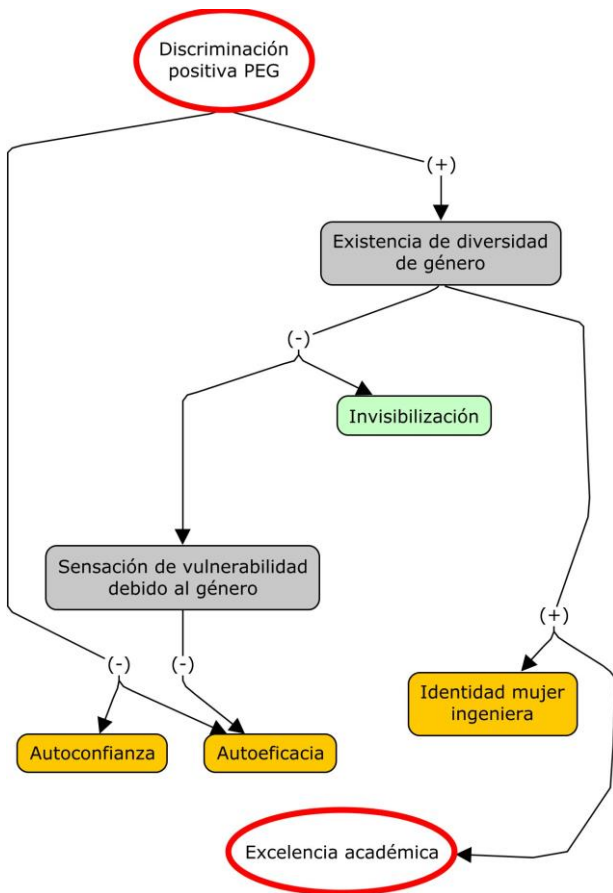 Discriminación
positiva PEG
(+)
Existencia de diversidad
de género
(-)
Invisibilización
Sensación de vulnerabilidad
debido al género
(+)
(-)
(-)
Identidad mujer
ingeniera
Autoconfianza
Autoeficacia
Excelencia académica